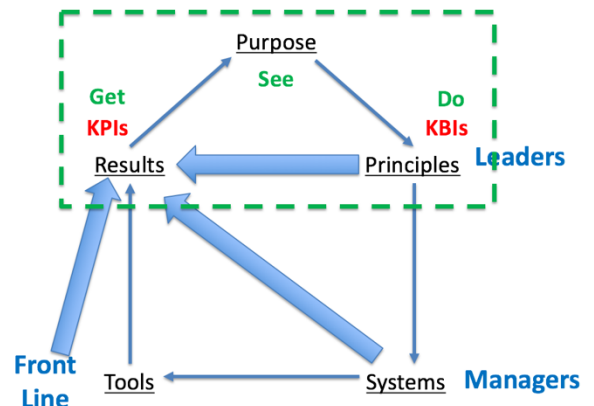 Purpose
See
Get
Do
KPIs
KBIs
Results
Principles
Leaders
Front
Line
Tools
Systems
Managers